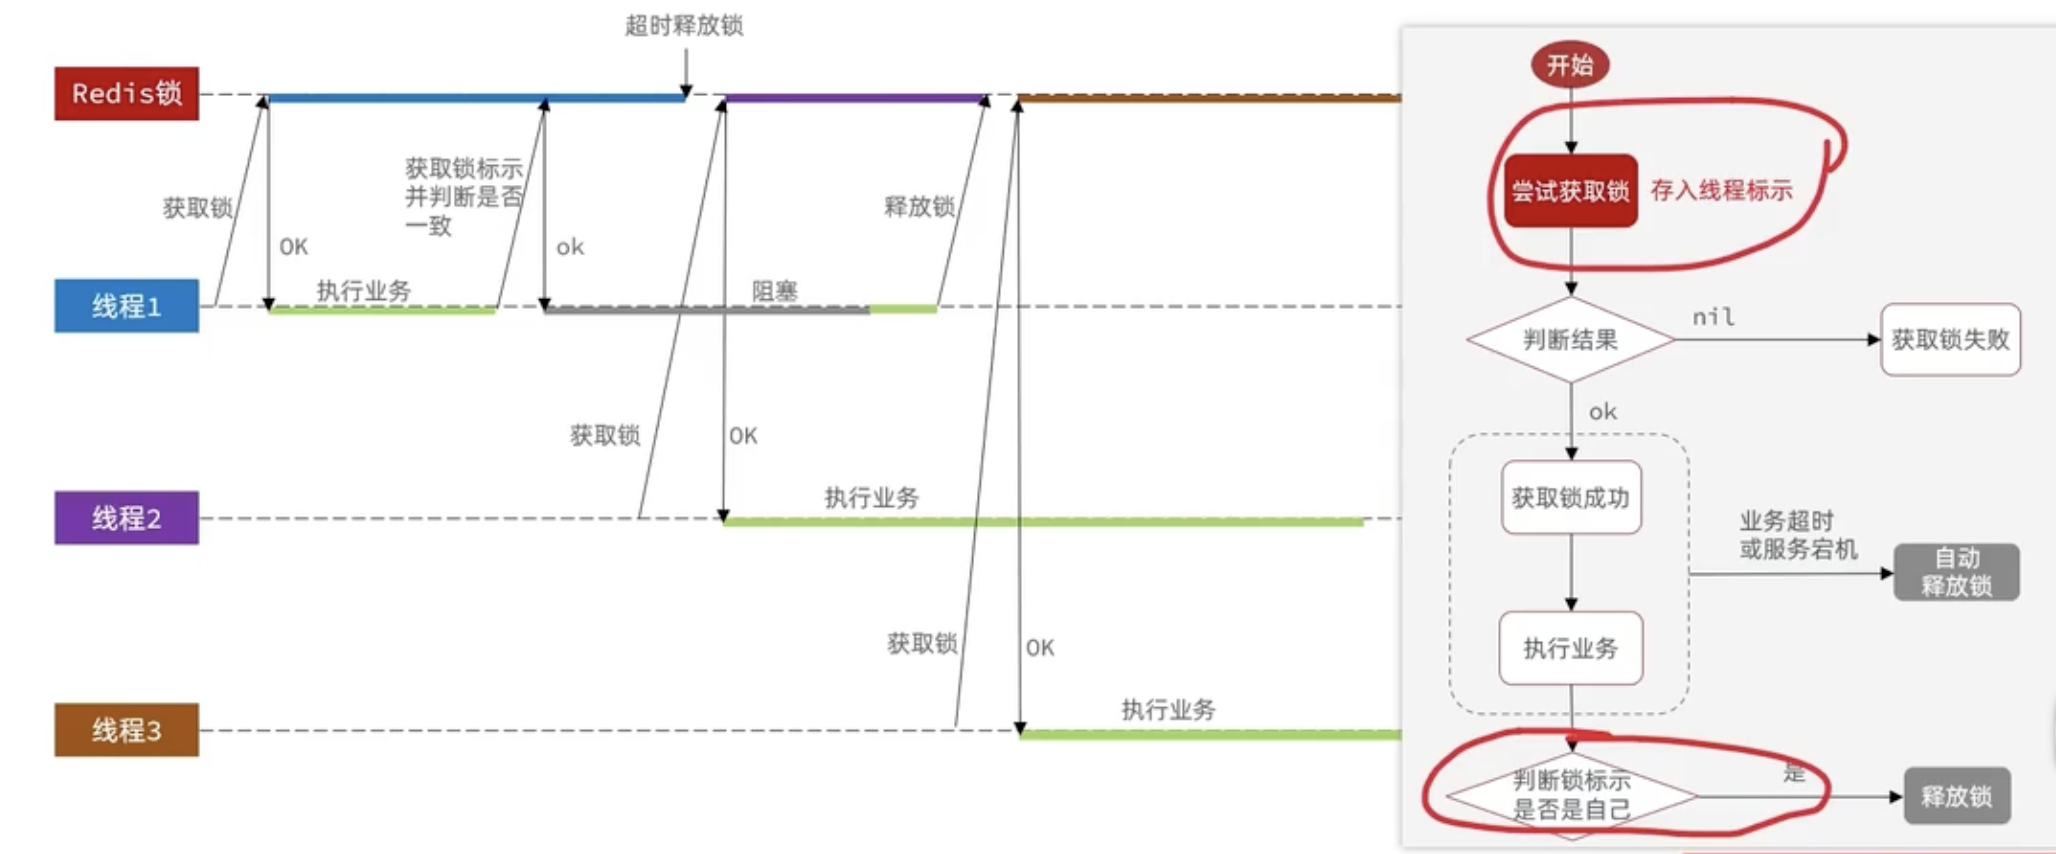 超时释放锁
Redis锁
获取锁
OK
获取锁标示
并判断是否
一致
ok
释放锁
线程1
执行业务
阻塞
获取锁
OK
线程2
执行业务
获取锁
OK
线程3
执行业务
开始
尝试获取锁
存入线程标示
判断结果
nil
获取锁失败
ok
获取锁成功
执行业务
业务超时
或服务宕机
自动
释放锁
判断锁标示
是否是自己
是
释放锁